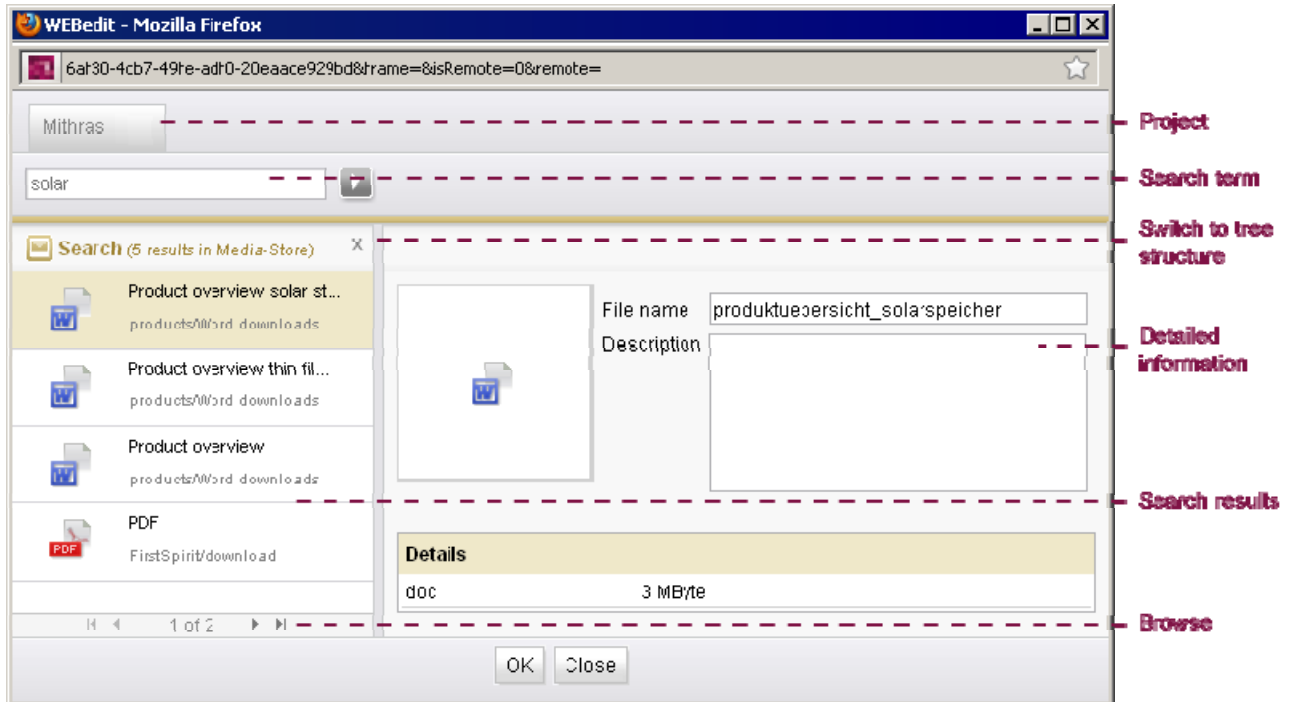 WEBedit - Mozilla Firefox
6af30-4cb7-49fe-adf0-20eaace929bd&frame=&isRemote=0&remote=
Mithras
Project
solar
Search term
Search (5 results in Media-Store) X
Switch to tree
structure
Product overview solar st...
products/Word downloads
Product overview thin fil...
products/Word downloads
Product overview
products/Word downloads
PDF
PDF
FirstSpirit/download
1 of 2
File name produktuebersicht_solarspeicher
Description
Detailed
information
Search results
Details
doc 3 MByte
Browse
OK Close